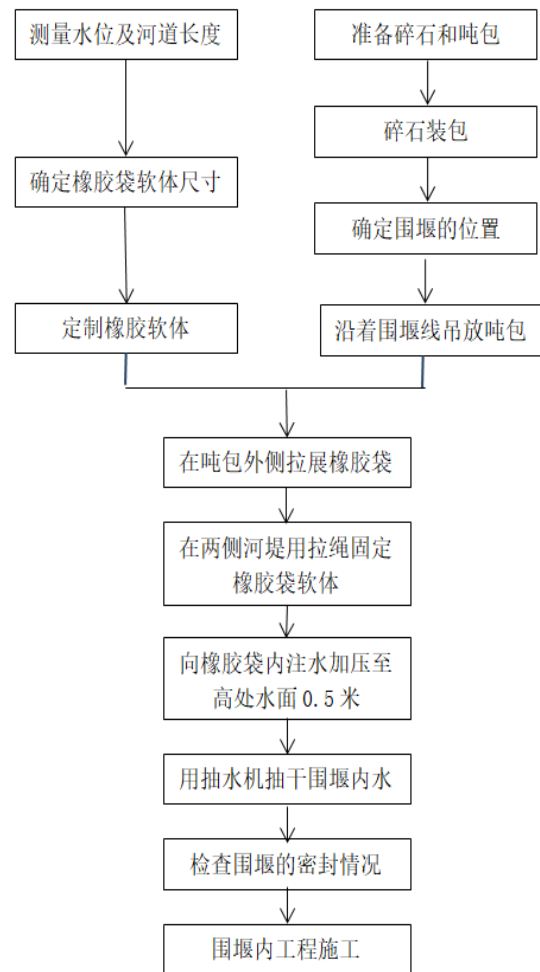 测量水位及河道长度
准备碎石和吨包
碎石装包
确定橡胶袋软体尺寸
确定围堰的位置
定制橡胶软体
沿着围堰线吊放吨包
在吨包外侧拉展橡胶袋
在两侧河堤用拉绳固定
橡胶袋软体
向橡胶袋内注水加压至
高处水面 0.5 米
用抽水机抽干围堰内水
检查围堰的密封情况
围堰内工程施工